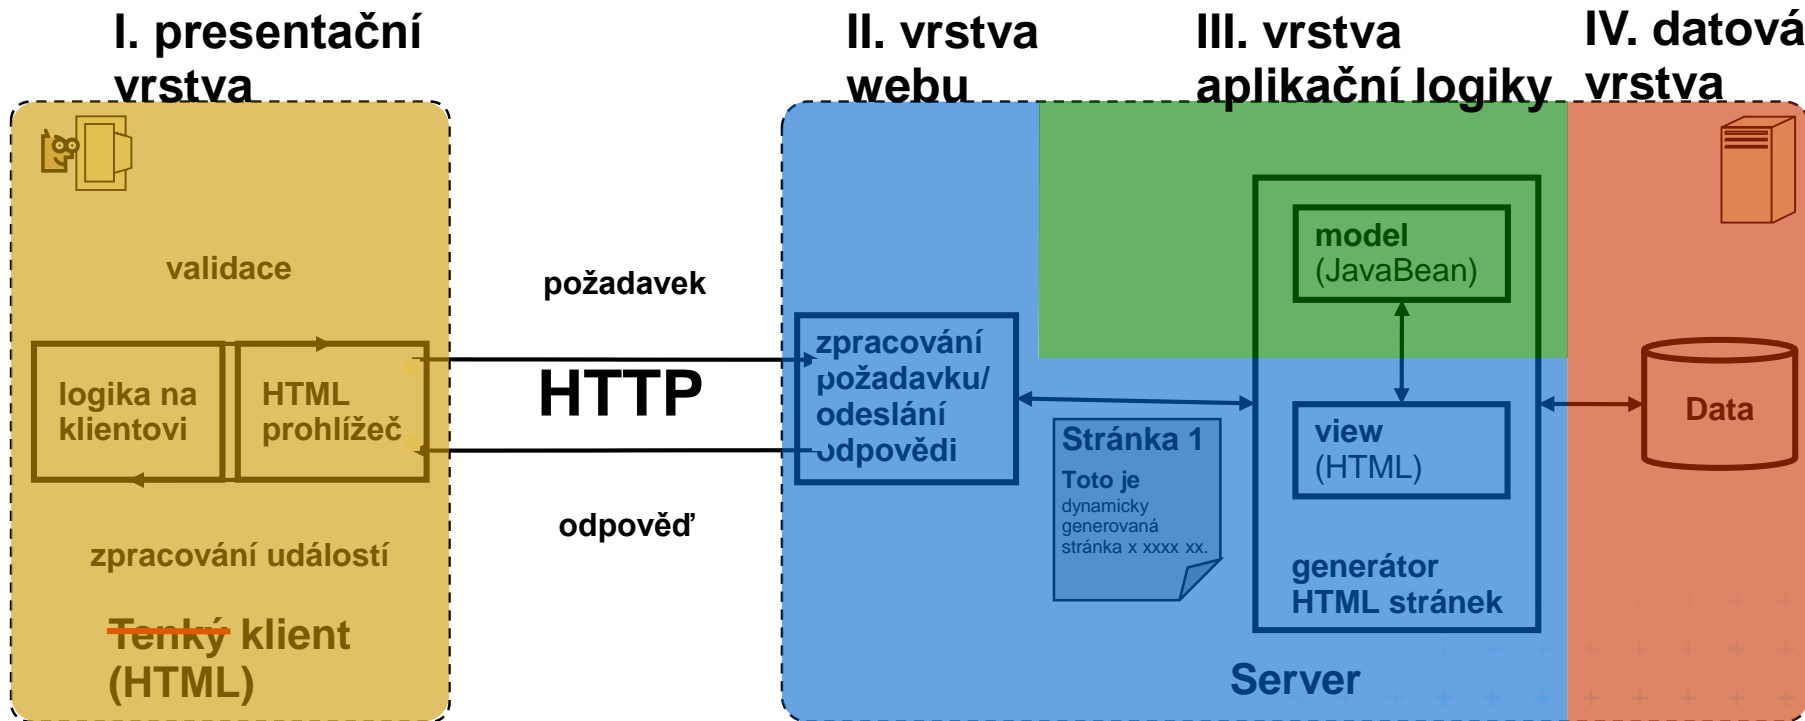 I. presentační
vrstva
II. vrstva
webu
III. vrstva
aplikační logiky
IV. datová
vrstva
validace
logika na
klientovi
HTML
prohlížeč
zpracování událostí
Tenký klient
(HTML)
požadavek
HTTP
odpověď
zpracování
požadavku/
odeslání
odpovědi
Stránka 1
Toto je
dynamicky
generovaná
stránka x xxxx xx.
model
(JavaBean)
view
(HTML)
generátor
HTML stránek
Server
Data